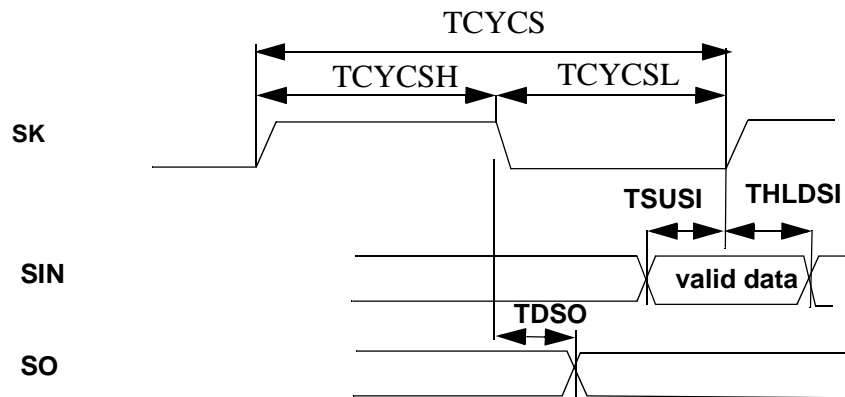 TCYCS
TCYCSH TCYCSL
SK
TSUSI THLDSI
SIN valid data
TDSO
SO